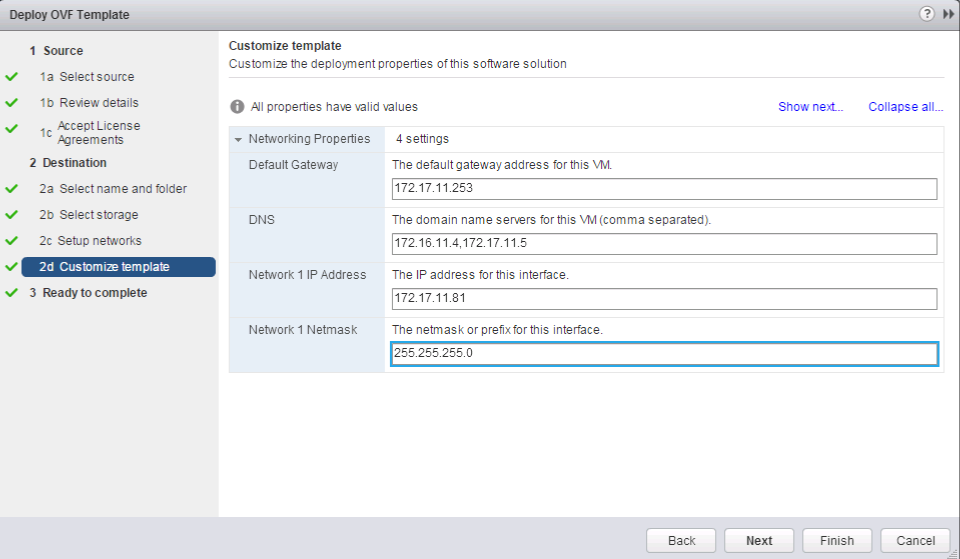 Deploy OVF Template
?
1 Source
1a Select source
1b Review details
1c Accept License
Agreements
2 Destination
2a Select name and folder
2b Select storage
2c Setup networks
2d Customize template
3 Ready to complete
Customize template
Customize the deployment properties of this software solution
All properties have valid values
Show next...
Collapse all...
Networking Properties
4 settings
Default Gateway
The default gateway address for this VM.
172.17.11.253
DNS
The domain name servers for this VM (comma separated).
172.16.11.4,172.17.11.5
Network 1 IP Address
The IP address for this interface.
172.17.11.81
Network 1 Netmask
The netmask or prefix for this interface.
255.255.255.0
Back
Next
Finish
Cancel